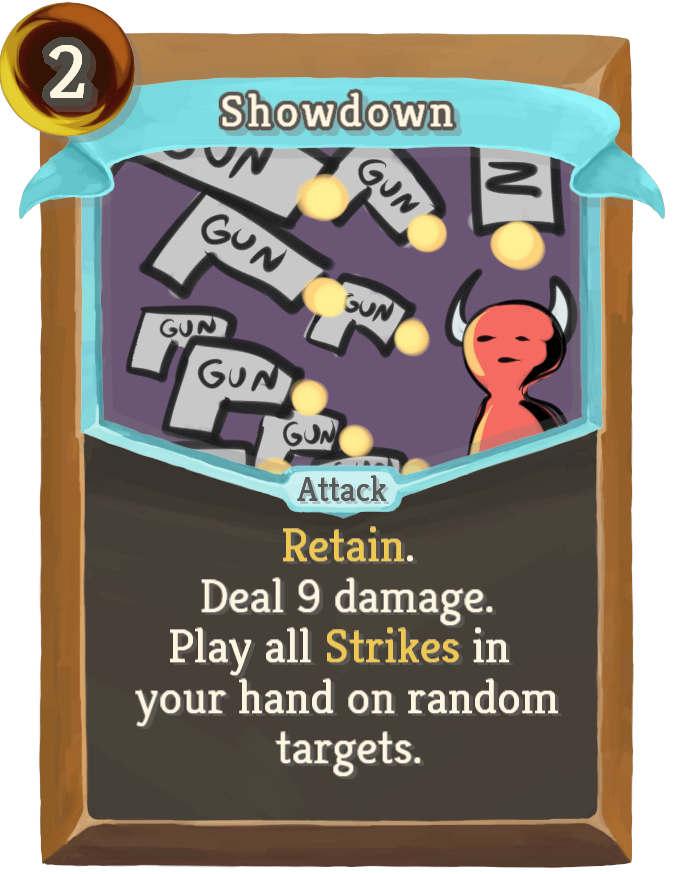 2
Showdown
GUN
GUN
N
GUN
GUN
GUN
GUN
GUN
Attack
Retain.
Deal 9 damage.
Play all Strikes in
your hand on random
targets.